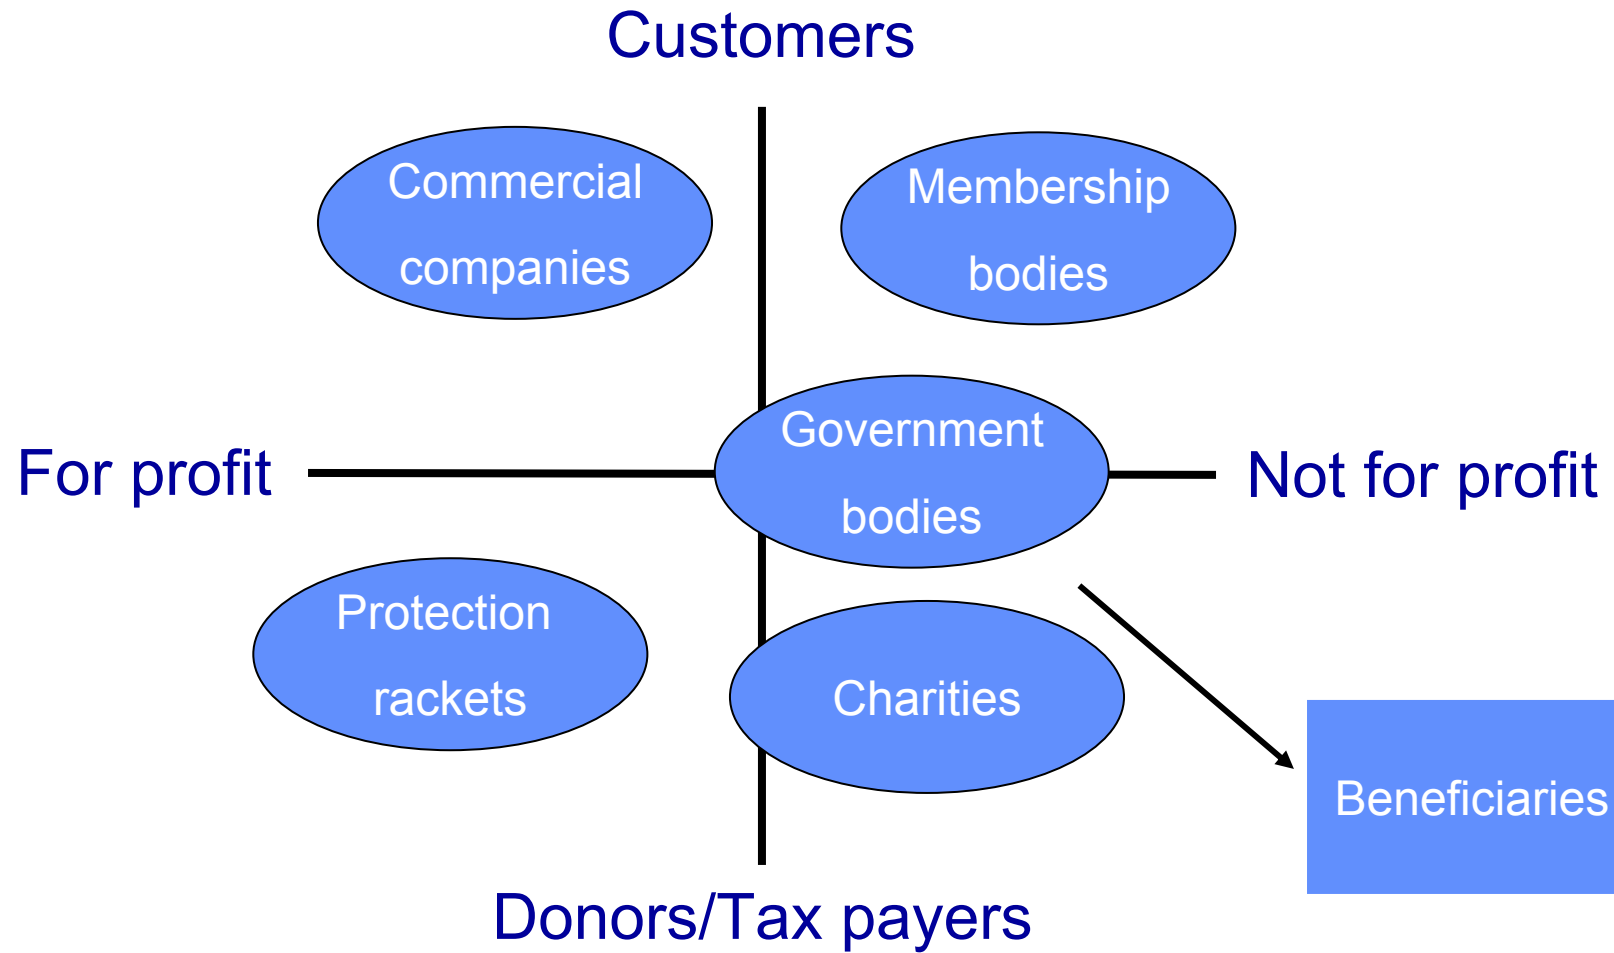 Customers
Commercial
companies
Membership
bodies
Government
bodies
For profit
Not for profit
Protection
rackets
Charities
Beneficiaries
Donors/Tax payers